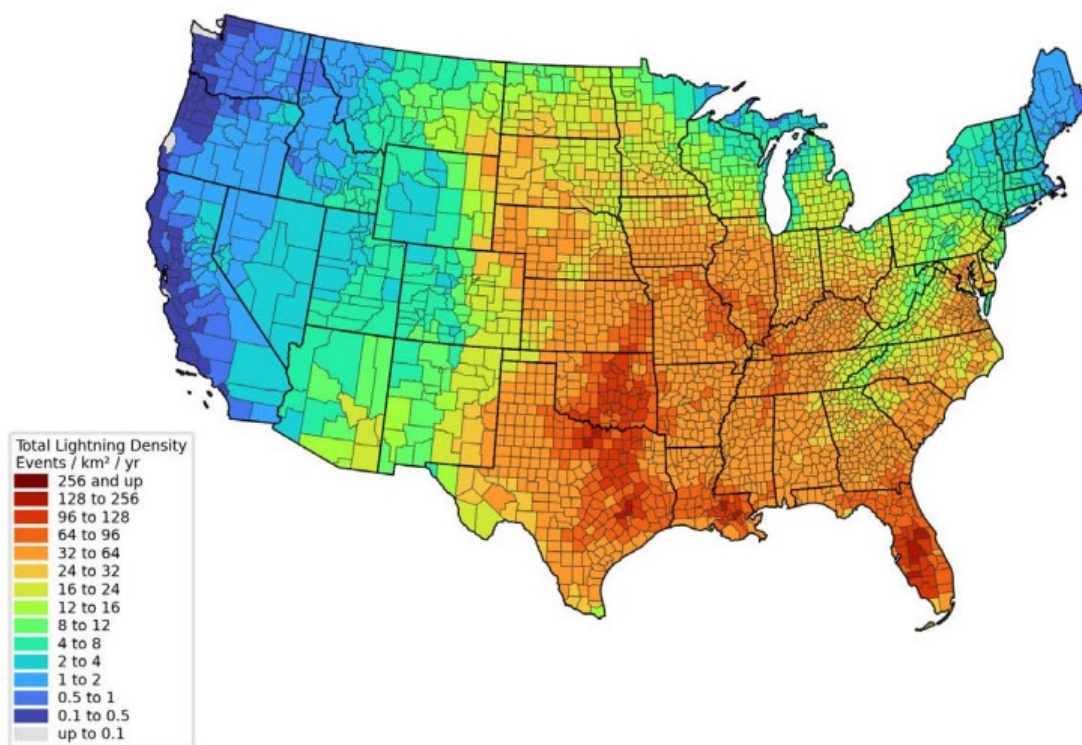 Total Lightning Density
Events / km² / yr
256 and up
128 to 256
96 to 128
64 to 96
32 to 64
24 to 32
16 to 24
12 to 16
8 to 12
4 to 8
2 to 4
1 to 2
0.5 to 1
0.1 to 0.5
up to 0.1